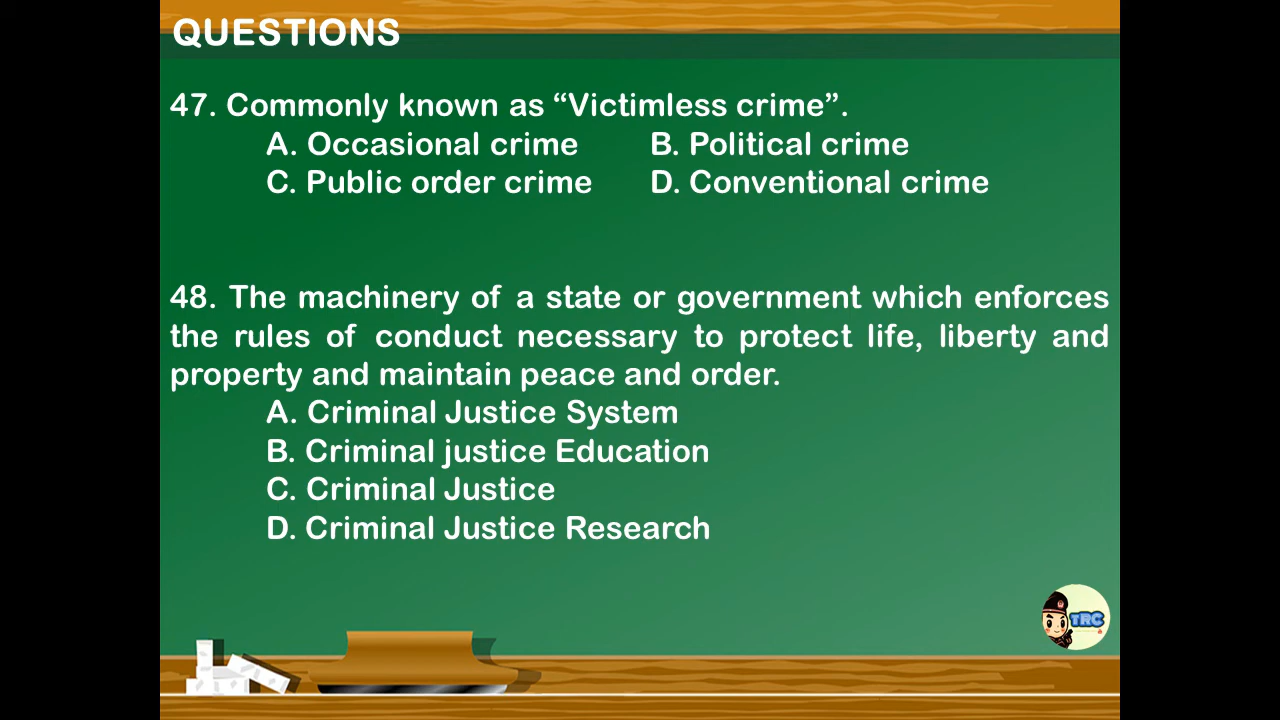 QUESTIONS
47. Commonly known as “Victimless crime”.
A. Occasional crime B. Political crime
C. Public order crime D. Conventional crime
48. The machinery of a state or government which enforces
the rules of conduct necessary to protect life, liberty and
property and maintain peace and order.
A. Criminal Justice System
B. Criminal justice Education
C. Criminal Justice
D. Criminal Justice Research
TRC